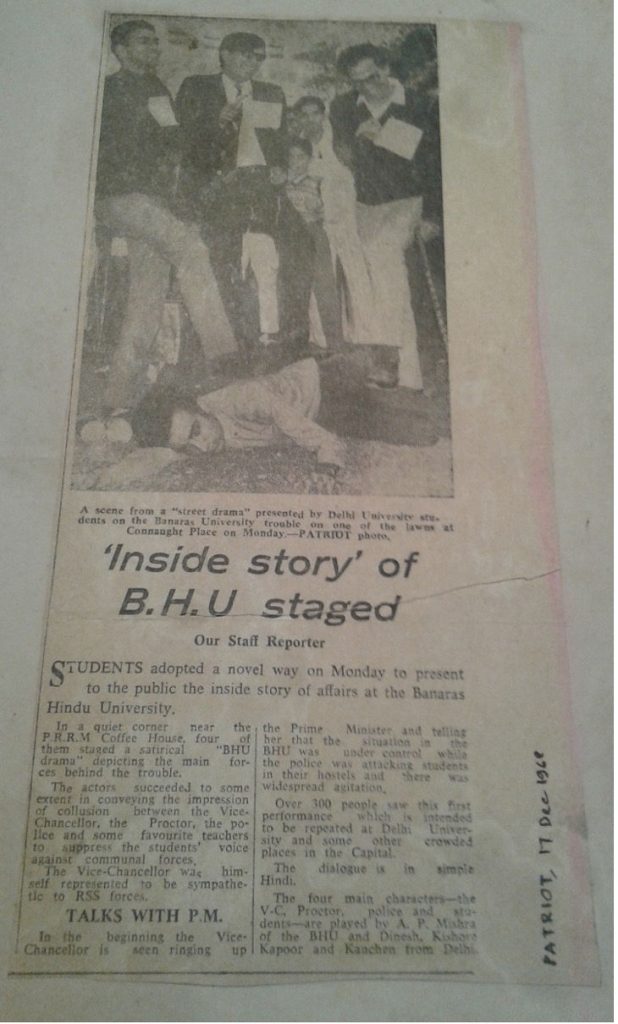 A scene from a "street drama" presented by Delhi University stu-
dents on the Banaras University trouble on one of the lawns at
Connaught Place on Monday.—PATRIOT photo.
'Inside story' of
B.H.U staged
Our Staff Reporter
STUDENTS adopted a novel way on Monday to present
to the public the inside story of affairs at the Banaras
Hindu University.
In a quiet corner near the
P.R.R.M Coffee House, four of
them staged a satirical "BHU
drama" depicting the main for-
ces behind the trouble.
The actors succeeded to some
extent in conveying the impression
of collusion between the Vice-
Chancellor, the Proctor, the po-
lice and some favourite teachers
to suppress the students' voice
against communal forces.
The Vice-Chancellor was him-
self represented to be sympathe-
tic to RSS forces.
TALKS WITH P.M.
In the beginning the Vice-
Chancellor is seen ringing up
the Prime Minister and telling
her that the situation in the
BHU was under control while
the police was attacking students
in their hostels and there was
widespread agitation.
Over 300 people saw this first
performance which is intended
to be repeated at Delhi Univer-
sity and some other crowded
places in the Capital.
The dialogue is in simple
Hindi.
The four main characters—the
V-C, Proctor, police and stu-
dents—are played by A. P. Mishra
of the BHU and Dinesh, Kishore
Kapoor and Kanchen from Delhi.
PATRIOT, 17 Dec 1968